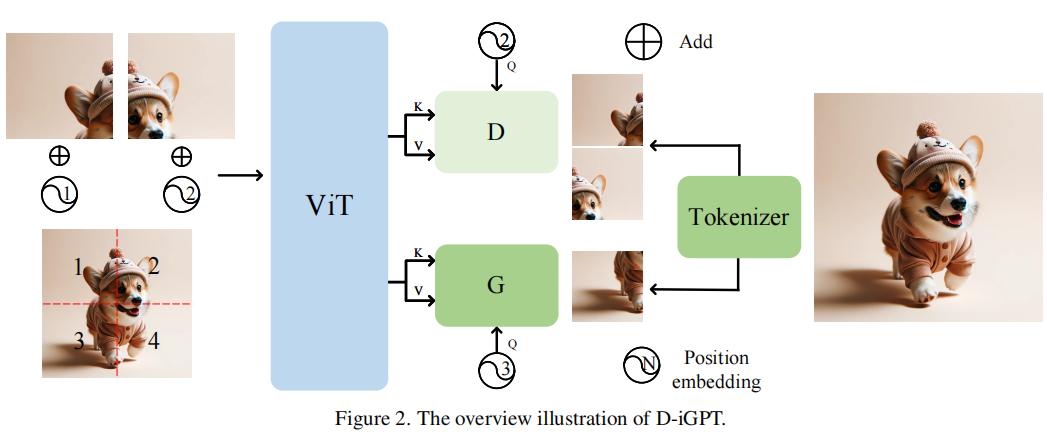 1
2
1
2
3
4
ViT
2
Q
K
V
D
K
V
G
Q
3
Add
Tokenizer
N
Position
embedding
Figure 2. The overview illustration of D-iGPT.